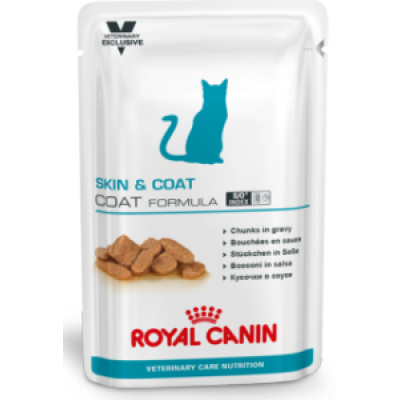 VETERINARY
EXCLUSIVE
SKIN & COAT
COAT FORMULA
S/O*
INDEX
• Chunks in gravy
• Bouchées en sauce
• Stückchen in Soße
• Bocconi in salsa
• Кусочки в соусе
ROYAL CANIN
VETERINARY CARE NUTRITION